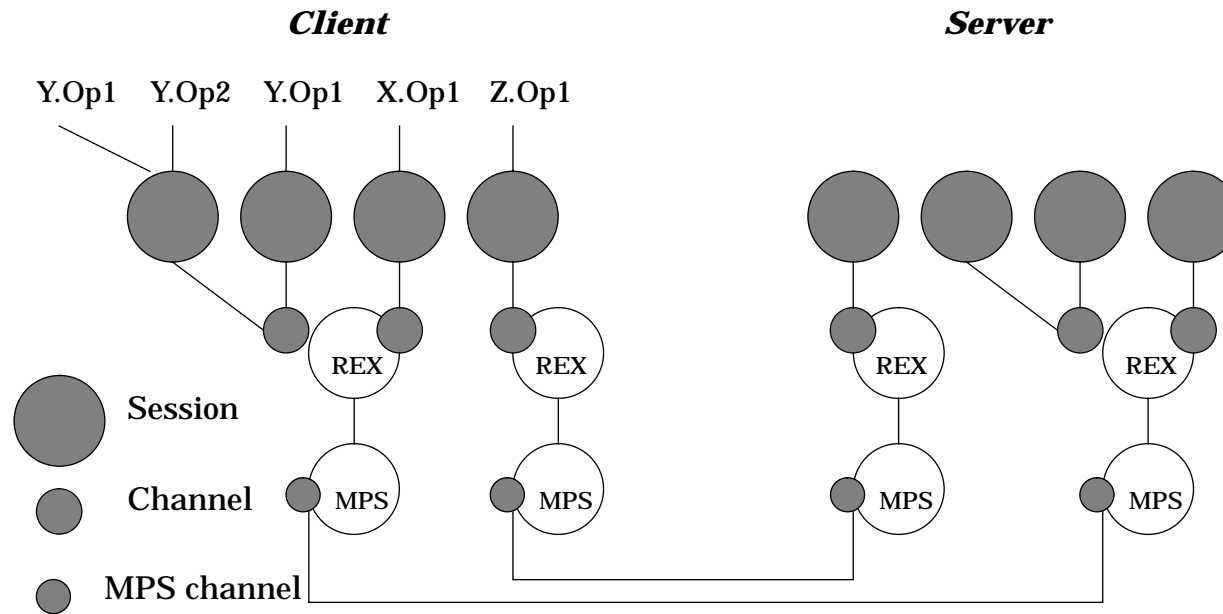 Client Server
Y.Op1 Y.Op2 Y.Op1 X.Op1 Z.Op1
REX REX REX REX
Session
Channel
MPS MPS MPS MPS
MPS channel